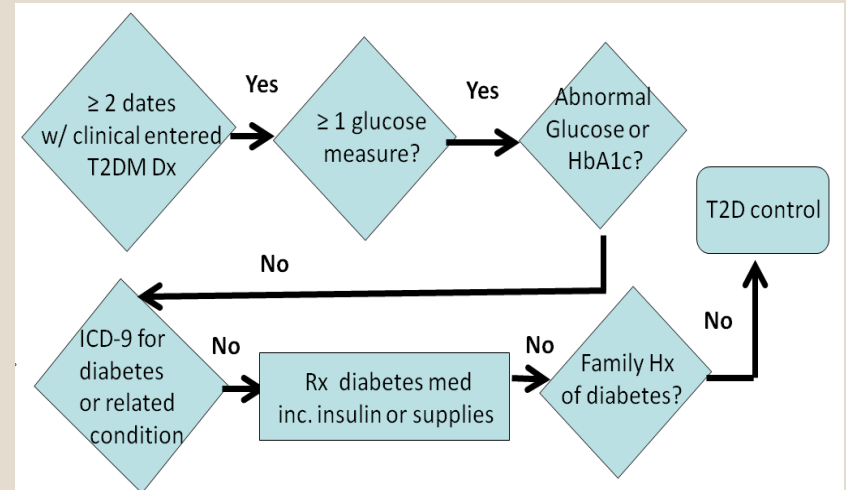 ≥ 2 dates
w/ clinical entered
T2DM Dx
Yes
≥ 1 glucose
measure?
Yes
Abnormal
Glucose or
HbA1c?
T2D control
No
ICD-9 for
diabetes
or related
condition
No
Rx diabetes med
inc. insulin or supplies
No
Family Hx
of diabetes?
No